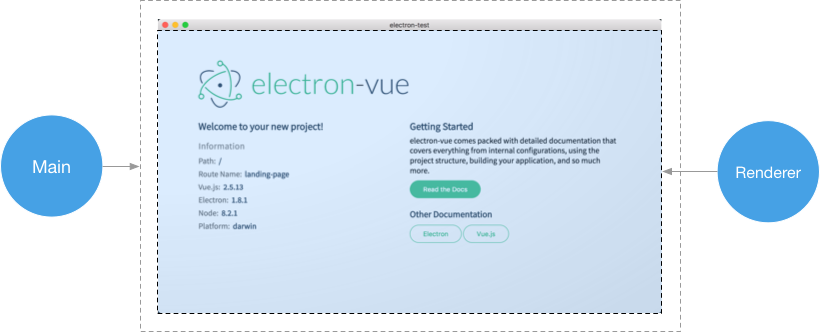 electron-test
electron-vue
Welcome to your new project!
Information
Path: /
Route Name: landing-page
Vue.js: 2.5.13
Electron: 1.8.1
Node: 8.2.1
Platform: darwin
Getting Started
electron-vue comes packed with detailed documentation that
covers everything from internal configurations, using the
project structure, building your application, and so much
more.
Read the Docs
Other Documentation
Electron
Vue.js
Main
Renderer